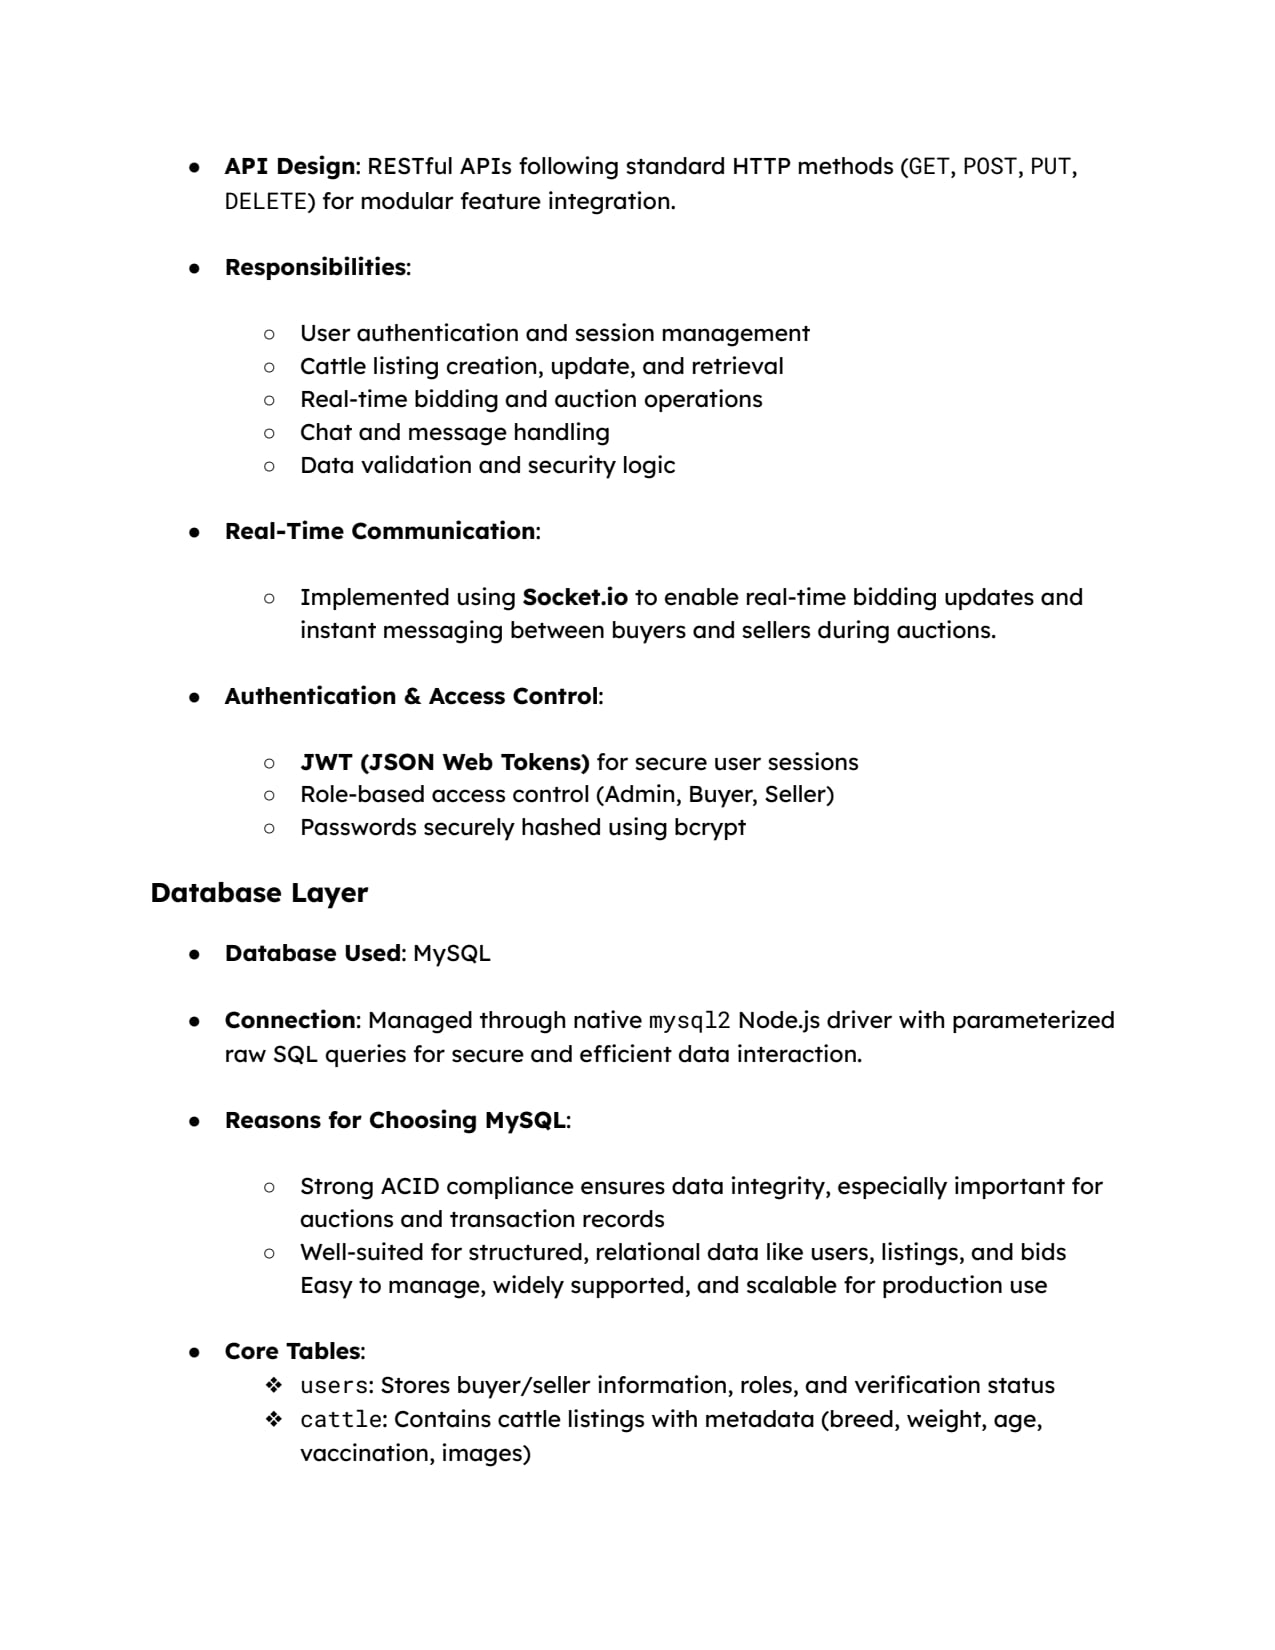 ● API Design: RESTful APIs following standard HTTP methods (GET, POST, PUT,
DELETE) for modular feature integration.
● Responsibilities:
○ User authentication and session management
○ Cattle listing creation, update, and retrieval
○ Real-time bidding and auction operations
○ Chat and message handling
○ Data validation and security logic
● Real-Time Communication:
○ Implemented using Socket.io to enable real-time bidding updates and
instant messaging between buyers and sellers during auctions.
● Authentication & Access Control:
○ JWT (JSON Web Tokens) for secure user sessions
○ Role-based access control (Admin, Buyer, Seller)
○ Passwords securely hashed using bcrypt
Database Layer
● Database Used: MySQL
● Connection: Managed through native mysql2 Node.js driver with parameterized
raw SQL queries for secure and efficient data interaction.
● Reasons for Choosing MySQL:
○ Strong ACID compliance ensures data integrity, especially important for
auctions and transaction records
○ Well-suited for structured, relational data like users, listings, and bids
Easy to manage, widely supported, and scalable for production use
● Core Tables:
❖ users: Stores buyer/seller information, roles, and verification status
❖ cattle: Contains cattle listings with metadata (breed, weight, age,
vaccination, images)